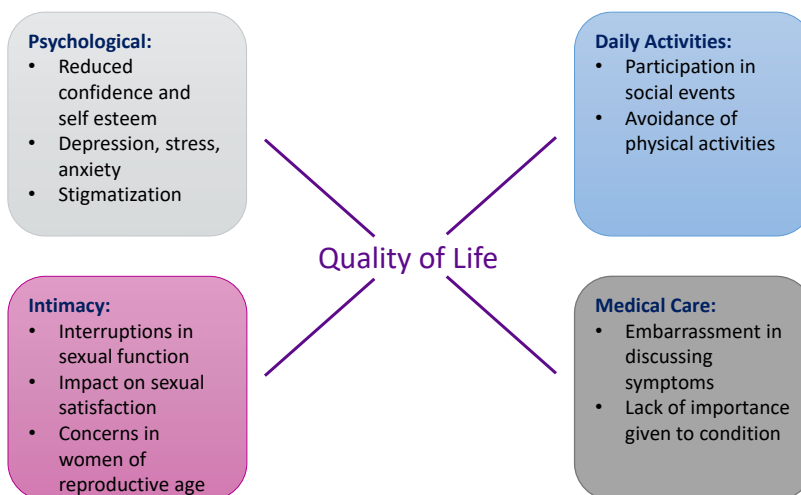 Psychological:
• Reduced
confidence and
self esteem
• Depression, stress,
anxiety
• Stigmatization
Daily Activities:
• Participation in
social events
• Avoidance of
physical activities
Quality of Life
Intimacy:
• Interruptions in
sexual function
• Impact on sexual
satisfaction
• Concerns in
women of
reproductive age
Medical Care:
• Embarrassment in
discussing
symptoms
• Lack of importance
given to condition